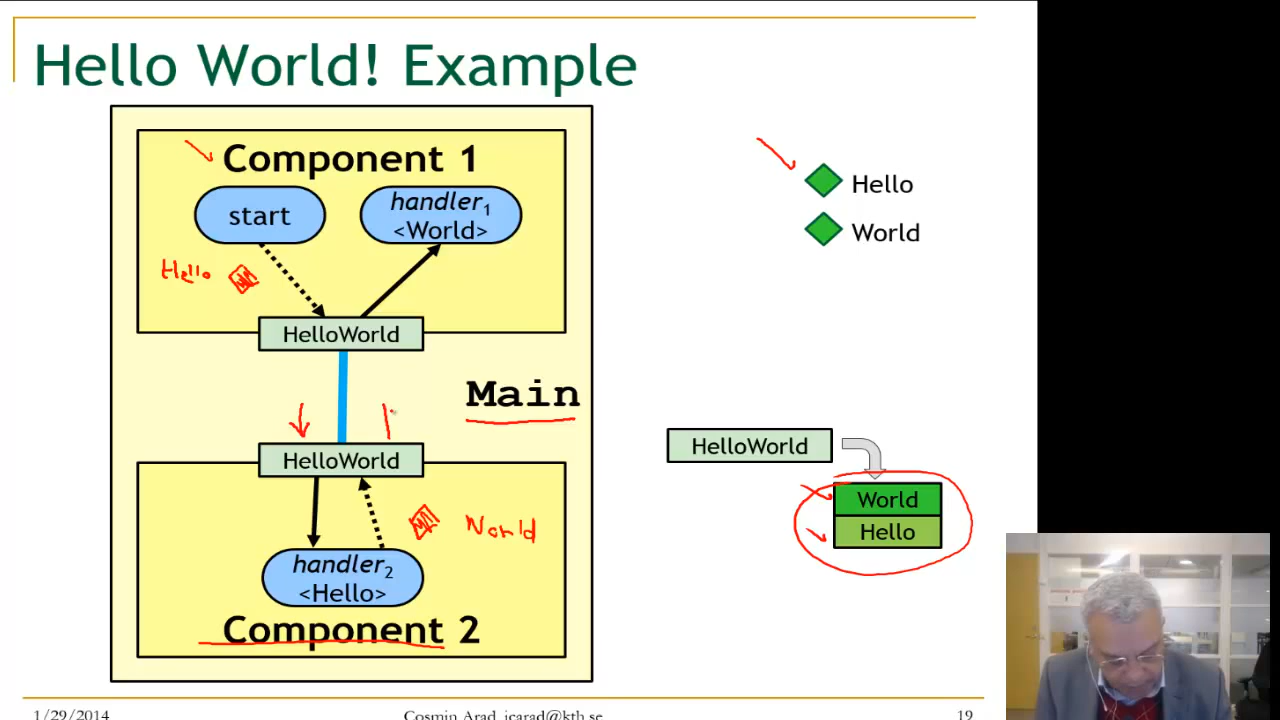 Hello World! Example
Component 1
start
handler1
<World>
Hello
HelloWorld
Main
HelloWorld
World
handler2
<Hello>
Component 2
Hello
World
HelloWorld
World
Hello
1/29/2014
Cosmin Arad, icarad@kth.se
19